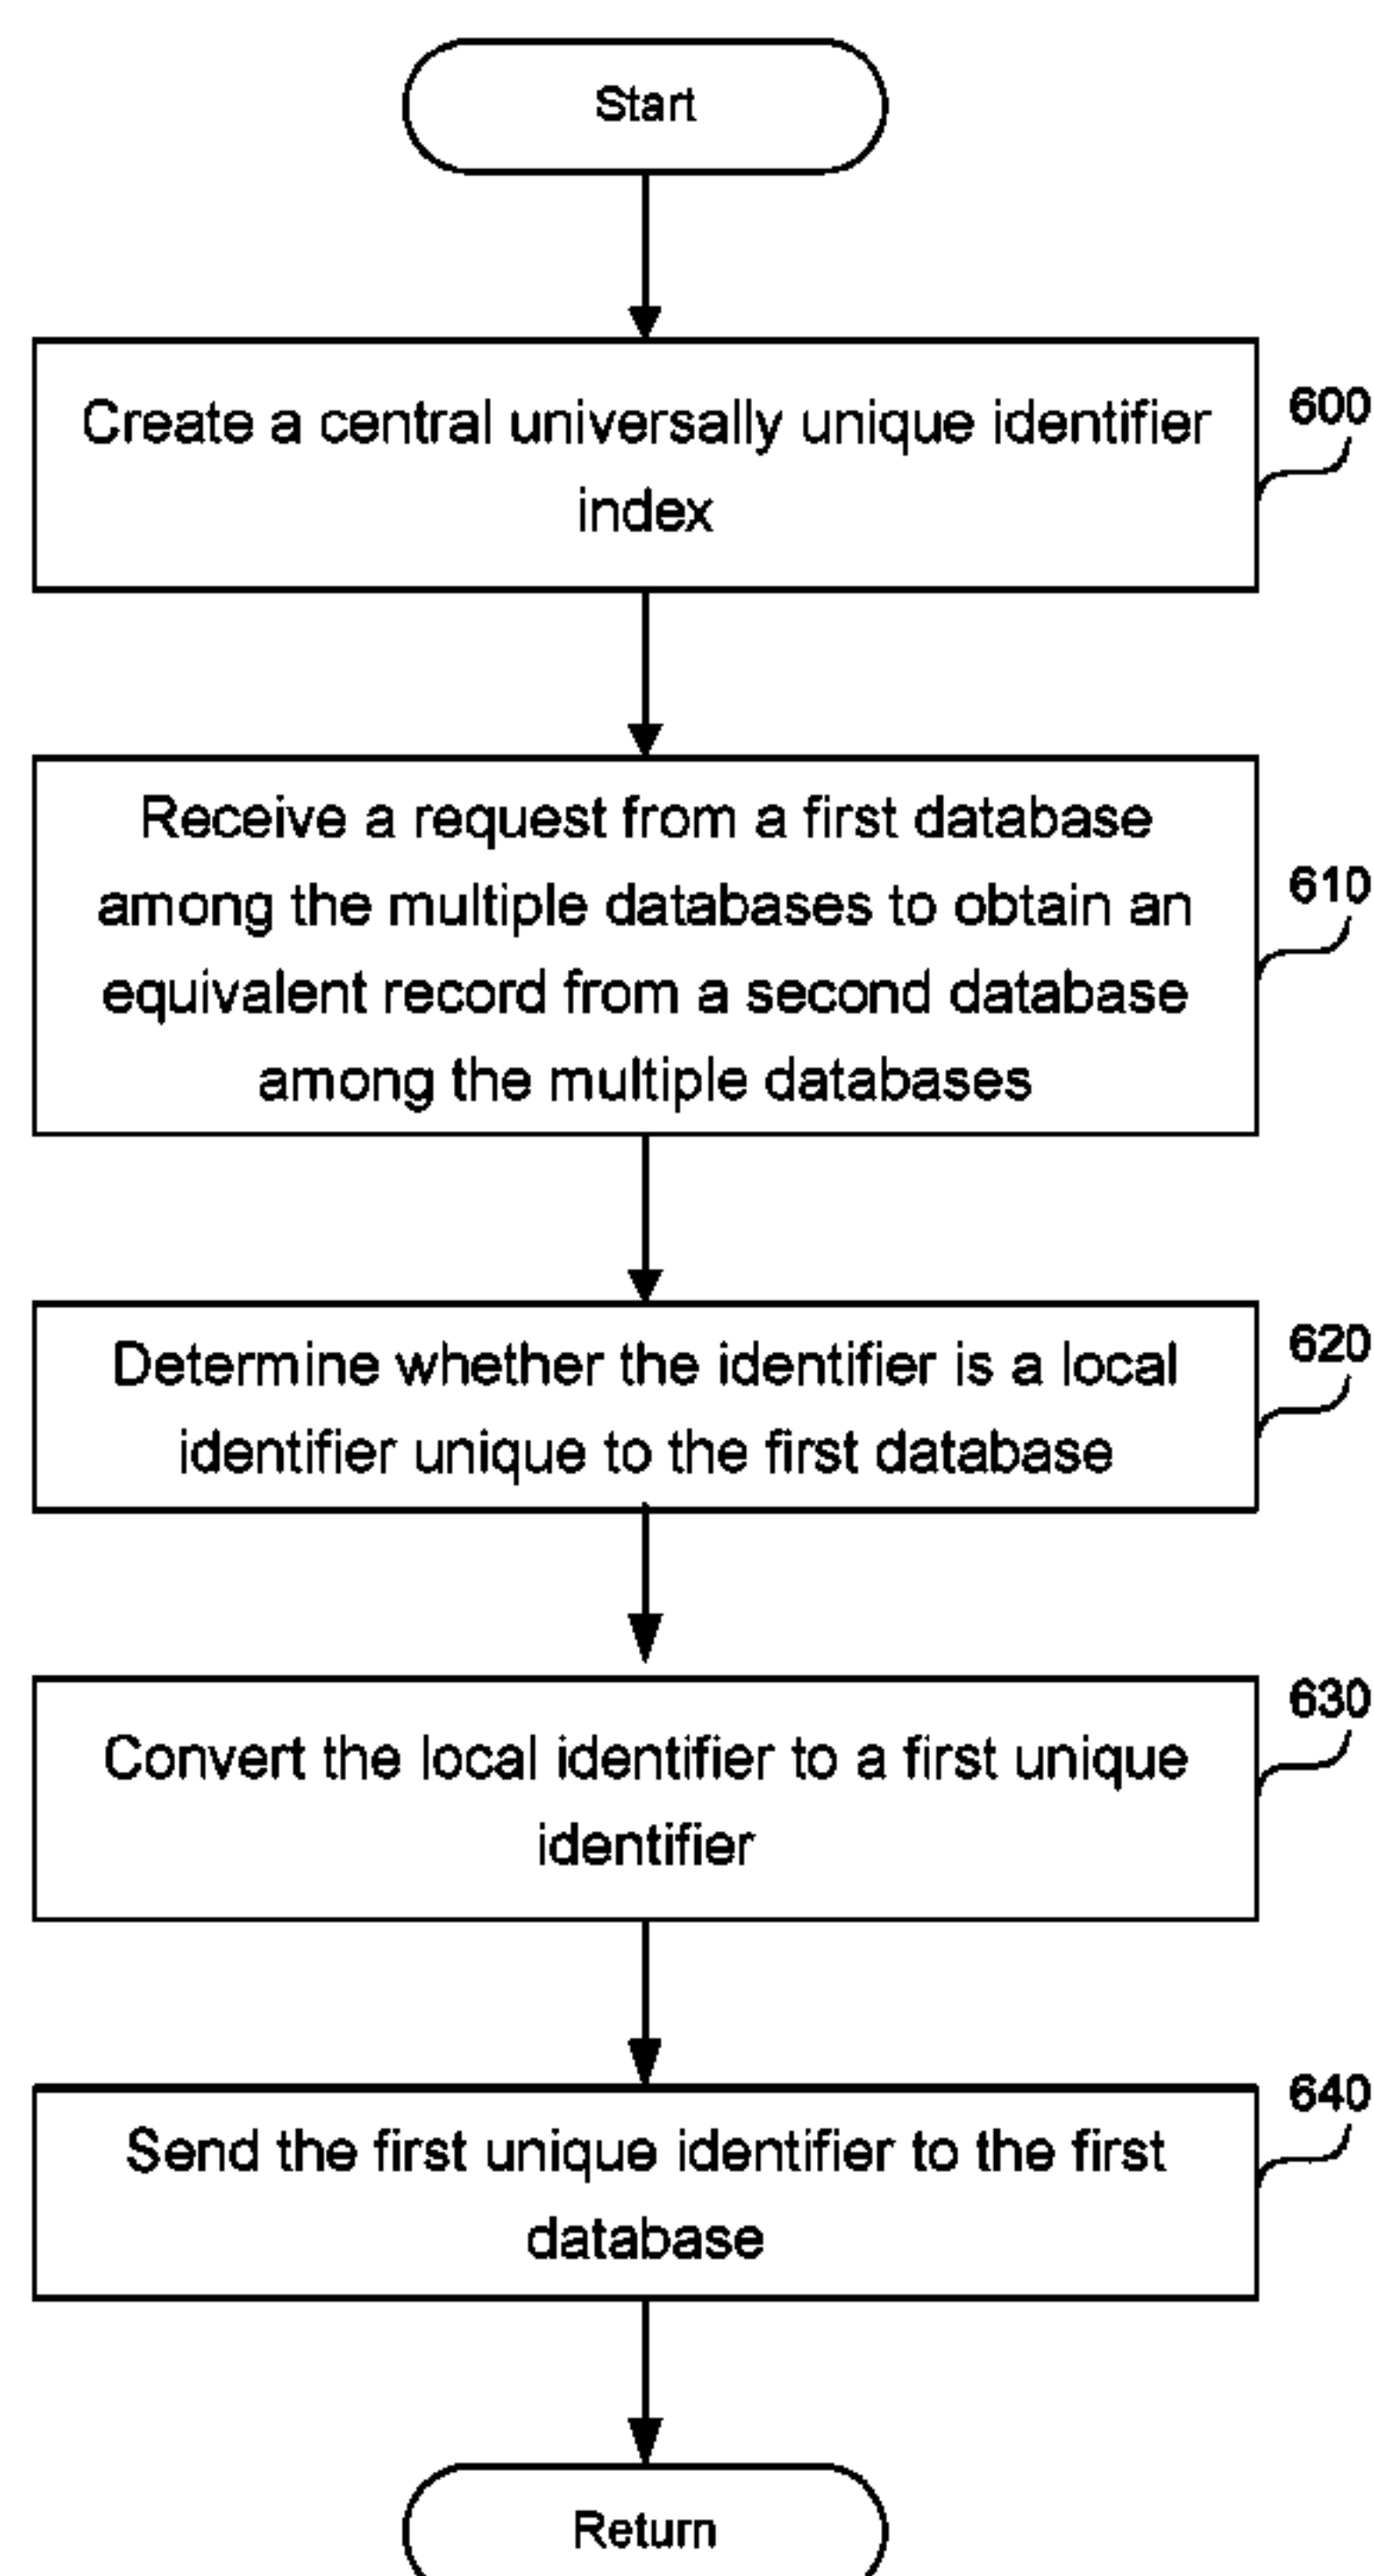 Start
Create a central universally unique identifier
index
600
Receive a request from a first database
among the multiple databases to obtain an
equivalent record from a second database
among the multiple databases
610
Determine whether the identifier is a local
identifier unique to the first database
620
Convert the local identifier to a first unique
identifier
630
Send the first unique identifier to the first
database
640
Return